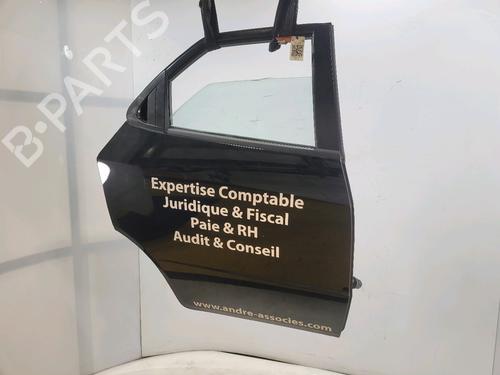 B-PARTS
Expertise Comptable
Juridique & Fiscal
Paie & RH
Audit & Conseil
www.andre-associes.com